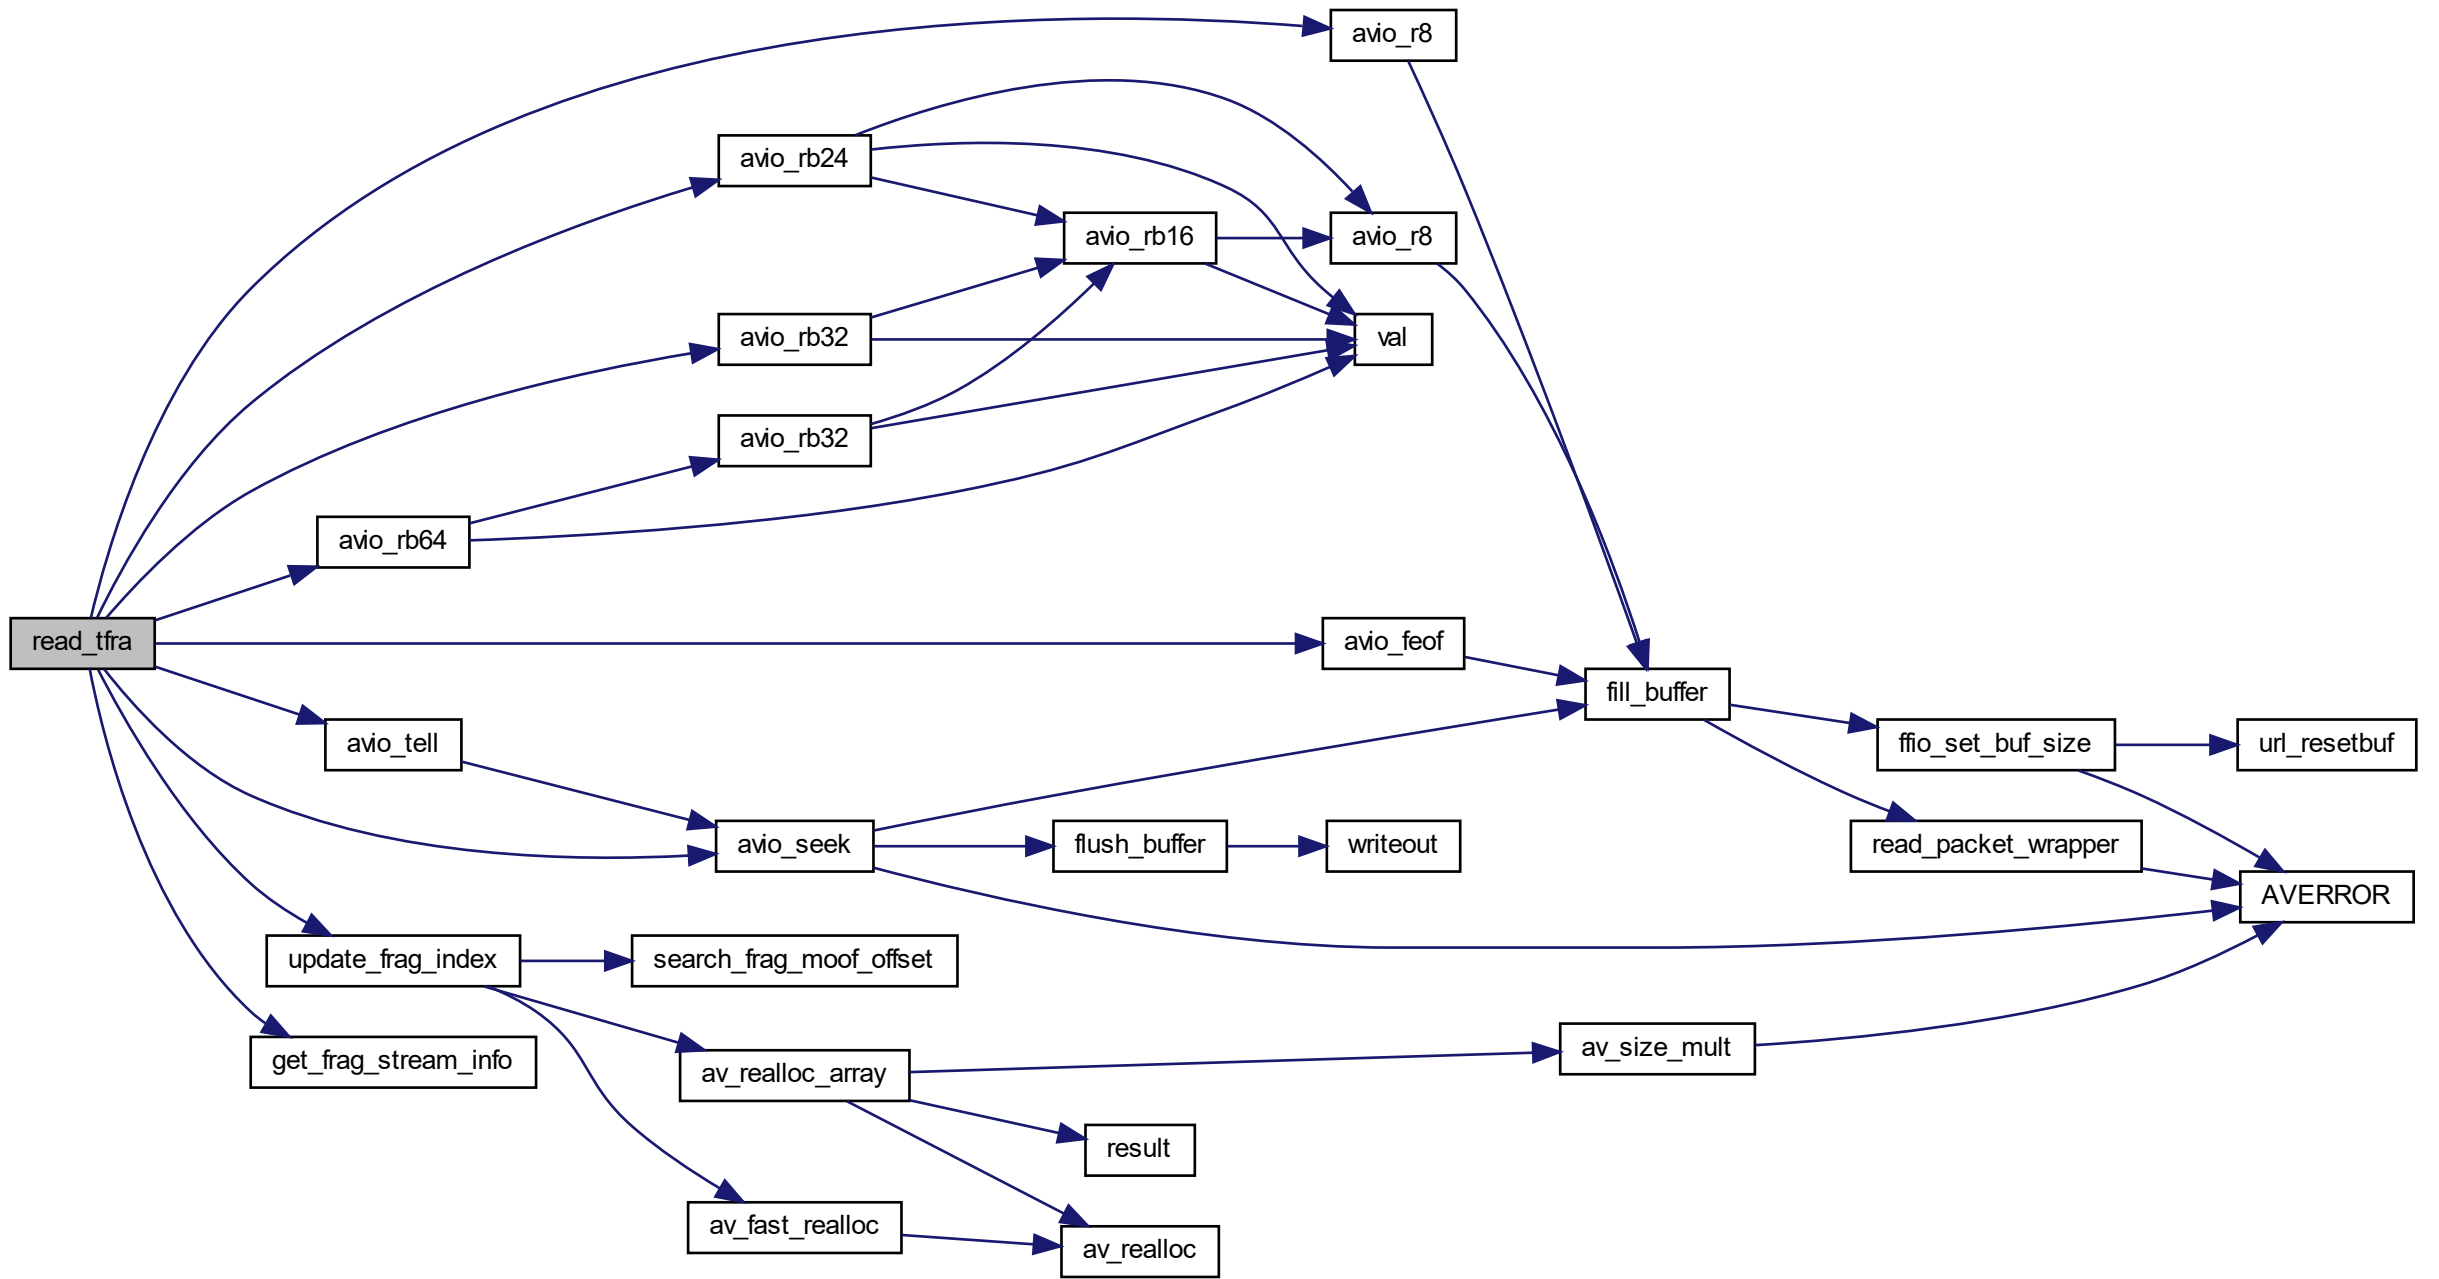 avio_r8
avio_rb24
avio_rb16
avio_r8
avio_rb32
val
avio_rb32
avio_rb64
read_tfra
avio_feof
fill_buffer
avio_tell
ffio_set_buf_size
url_resetbuf
avio_seek
flush_buffer
writeout
read_packet_wrapper
AVERROR
update_frag_index
search_frag_moof_offset
get_frag_stream_info
av_realloc_array
av_size_mult
result
av_fast_realloc
av_realloc